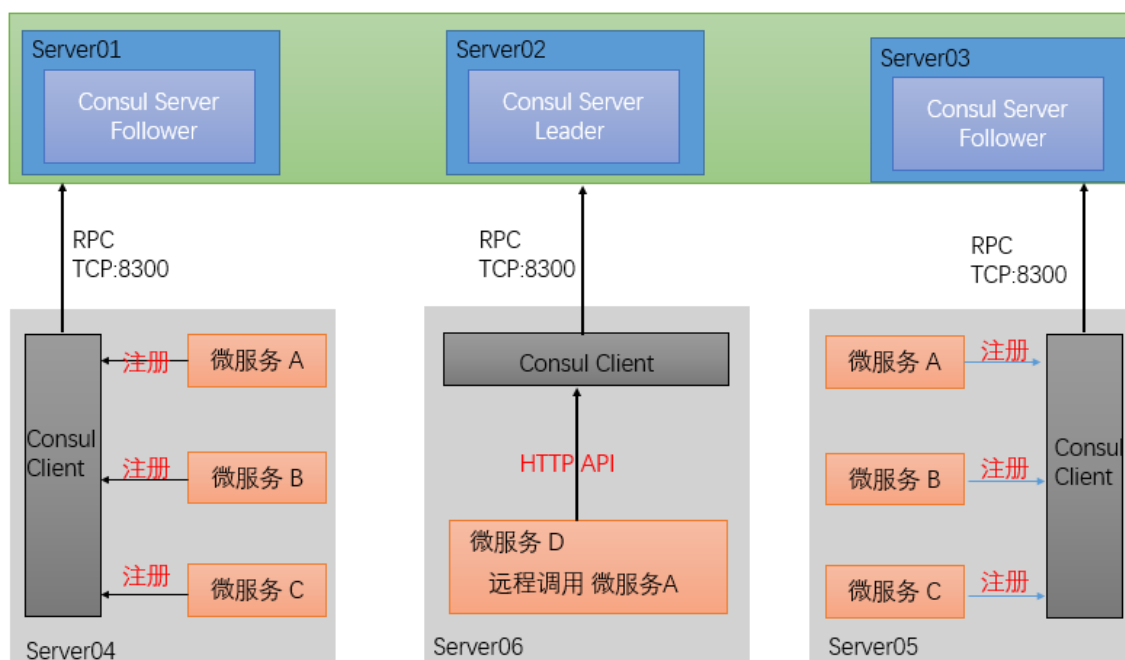 Server01
Consul Server
Follower
Server02
Consul Server
Leader
Server03
Consul Server
Follower
RPC
TCP:8300
RPC
TCP:8300
RPC
TCP:8300
Consul
Client
注册
微服务 A
注册
微服务 B
注册
微服务 C
Server04
Consul Client
HTTP API
微服务 D
远程调用 微服务A
Server06
微服务 A
注册
微服务 B
注册
微服务 C
注册
Consul
Client
Server05